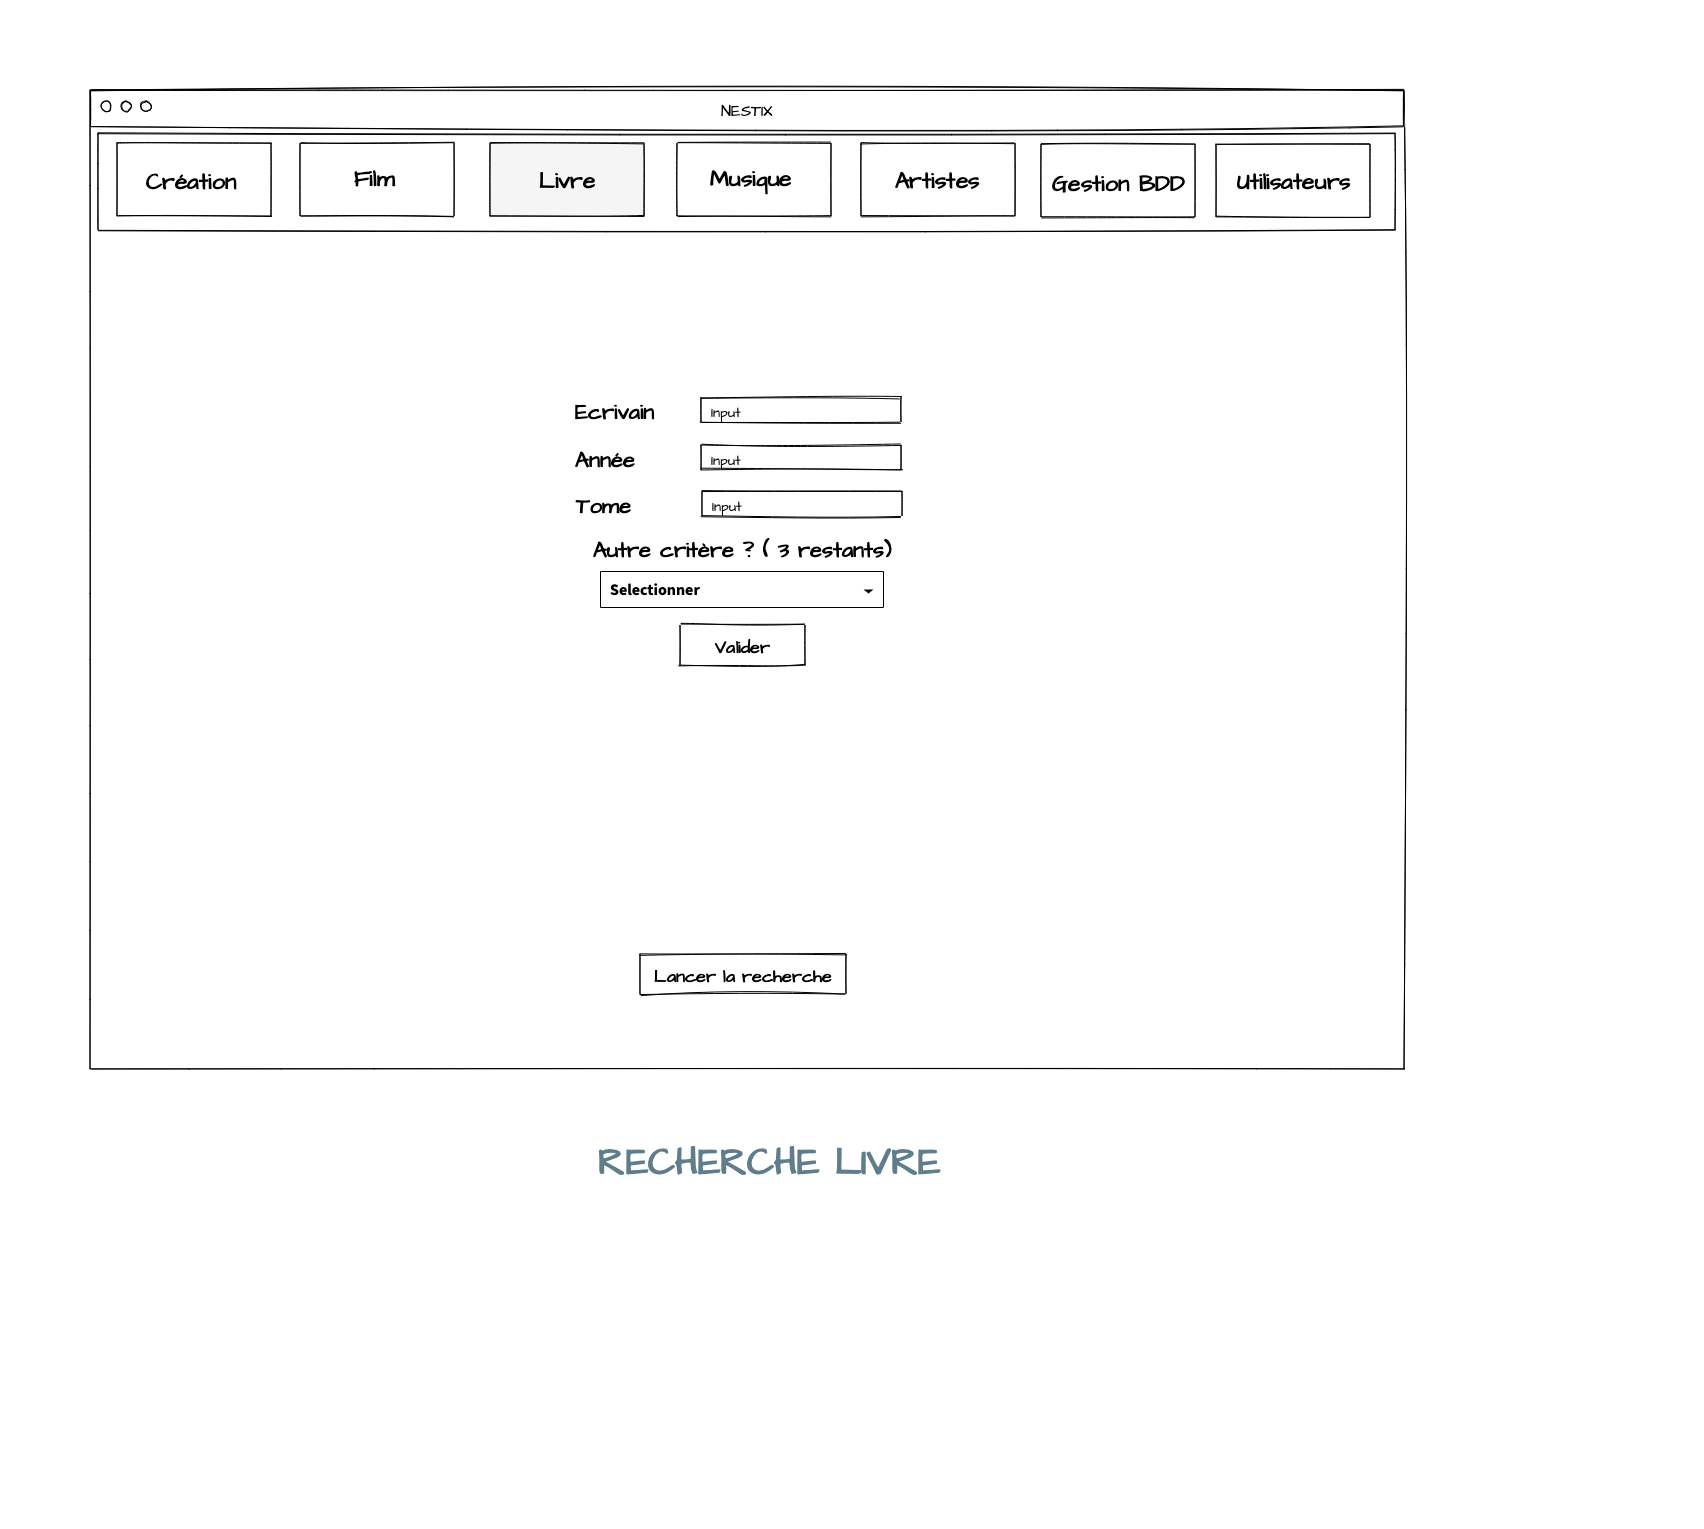 NESTIX
Création Film Livre Musique Artistes Gestion BDD Utilisateurs
Ecrivain Input
Année Input
Tome Input
Autre critère ? ( 3 restants)
Selectionner
Valider
Lancer la recherche
RECHERCHE LIVRE